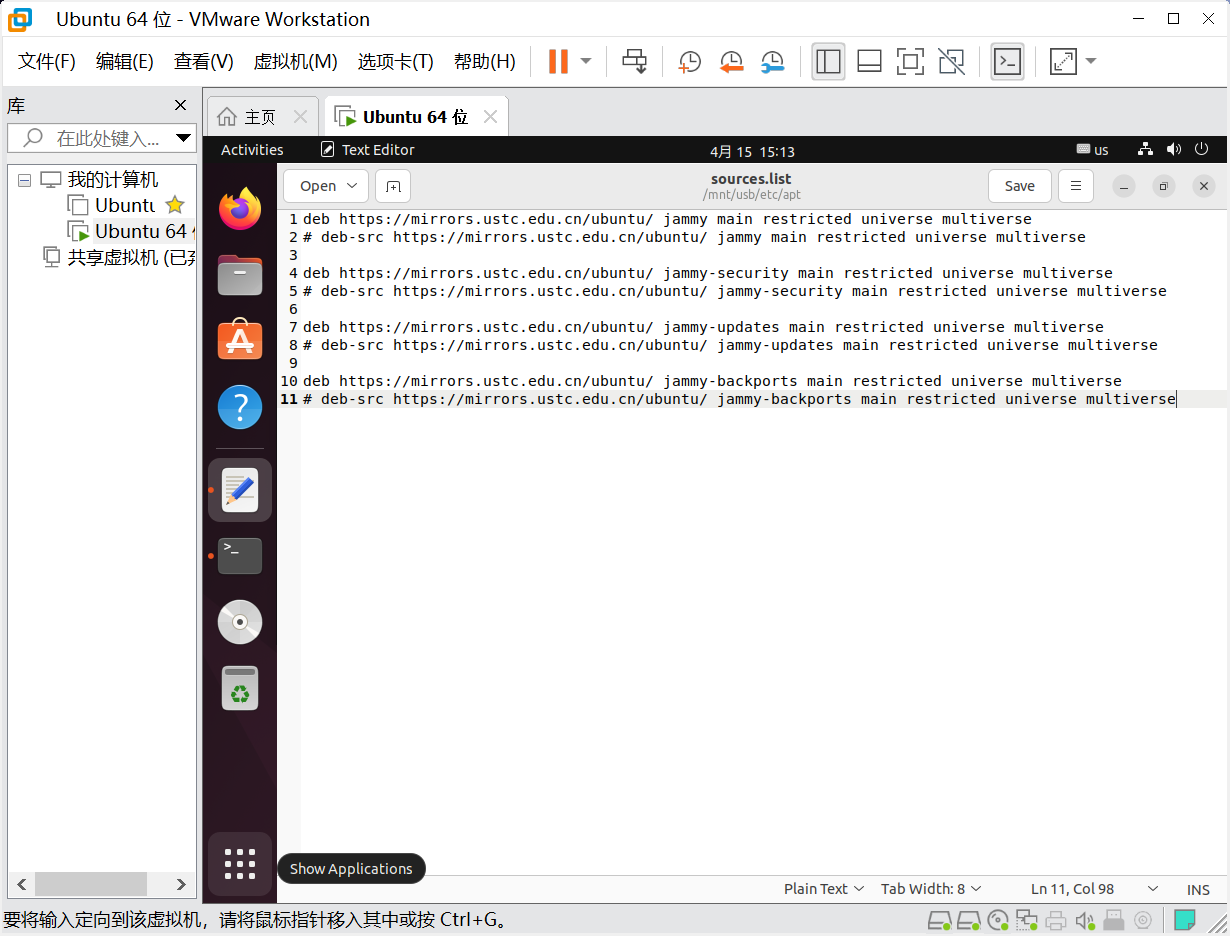 Ubuntu 64 位 - VMware Workstation
文件(F) 编辑(E) 查看(V) 虚拟机(M) 选项卡(T) 帮助(H)
库
在此处键入...
我的计算机
Ubuntu 64
共享虚拟机
主页
Ubuntu 64 位
Activities
Text Editor
4月 15 15:13
us
Open
sources.list
/mnt/usb/etc/apt
Save
1 deb https://mirrors.ustc.edu.cn/ubuntu/ jammy main restricted universe multiverse
2 # deb-src https://mirrors.ustc.edu.cn/ubuntu/ jammy main restricted universe multiverse
3
4 deb https://mirrors.ustc.edu.cn/ubuntu/ jammy-security main restricted universe multiverse
5 # deb-src https://mirrors.ustc.edu.cn/ubuntu/ jammy-security main restricted universe multiverse
6
7 deb https://mirrors.ustc.edu.cn/ubuntu/ jammy-updates main restricted universe multiverse
8 # deb-src https://mirrors.ustc.edu.cn/ubuntu/ jammy-updates main restricted universe multiverse
9
10 deb https://mirrors.ustc.edu.cn/ubuntu/ jammy-backports main restricted universe multiverse
11 # deb-src https://mirrors.ustc.edu.cn/ubuntu/ jammy-backports main restricted universe multiverse
Show Applications
Plain Text
Tab Width: 8
Ln 11, Col 98
INS
要将输入定向到该虚拟机，请将鼠标指针移入其中或按 Ctrl+G。